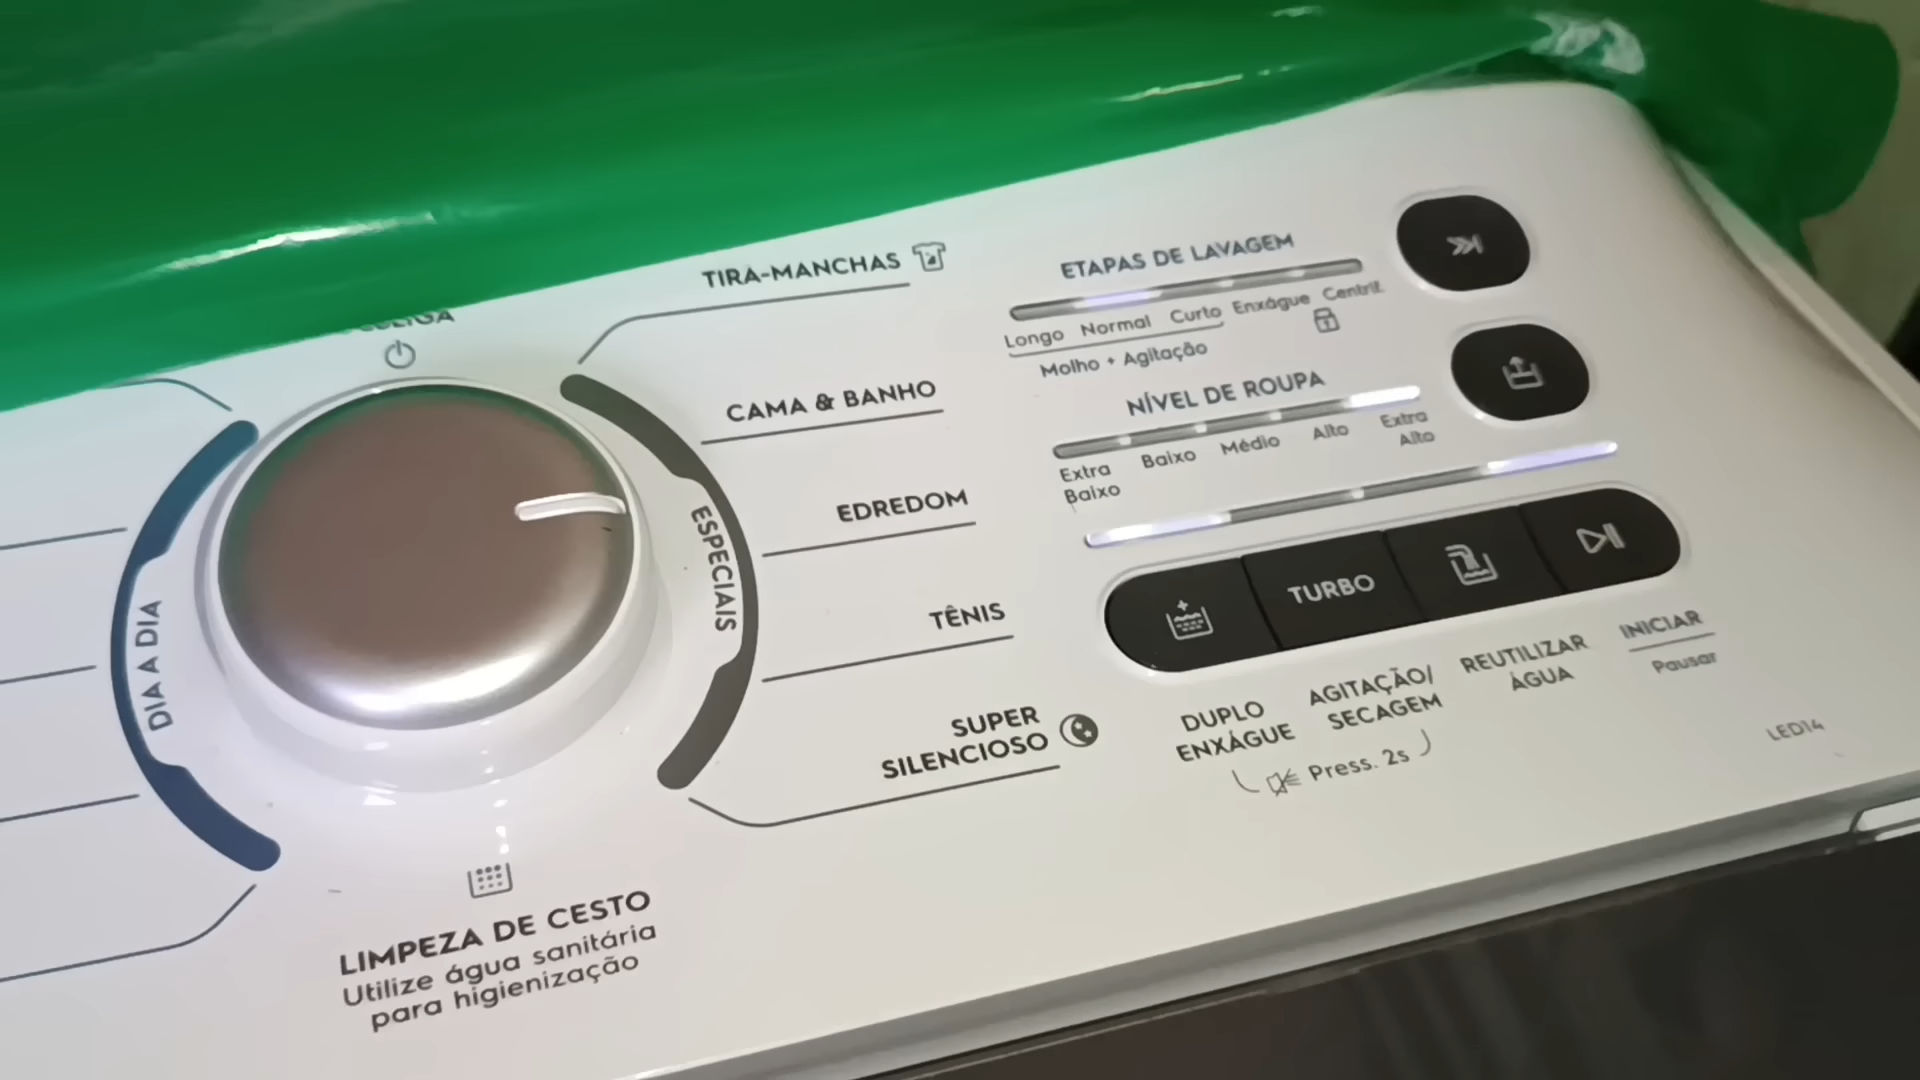 TIRA-MANCHAS
CAMA & BANHO
EDREDOM
TÊNIS
SUPER
SILENCIOSO
ESPECIAIS
DIA A DIA
LIMPEZA DE CESTO
Utilize água sanitária
para higienização
ETAPAS DE LAVAGEM
Longo Normal Curto Enxágue Centrif.
Molho + Agitação
NÍVEL DE ROUPA
Extra
Baixo
Baixo
Médio
Alto
Extra
Alto
TURBO
DUPLO
ENXÁGUE
AGITAÇÃO/
SECAGEM
REUTILIZAR
ÁGUA
INICIAR
Pausar
Press. 2s
LED14